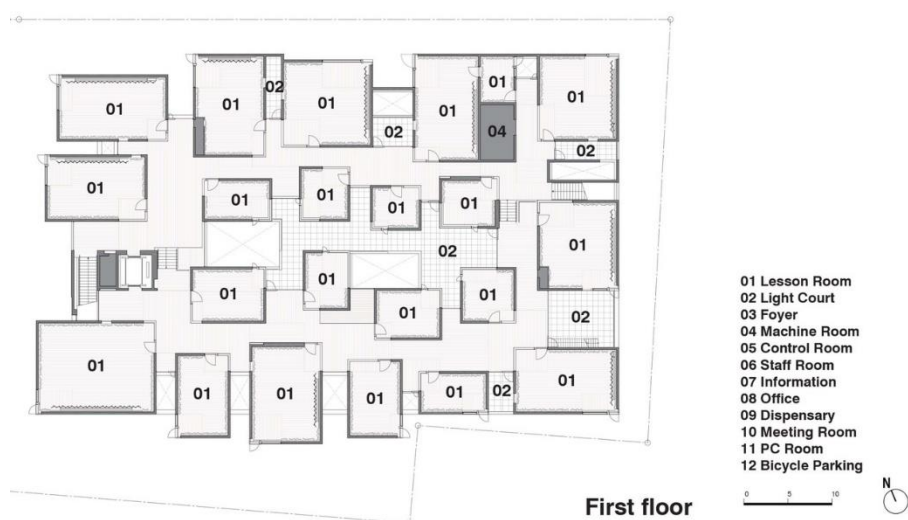 01
01
02
01
01
01
01
04
02
02
01
01
01
01
01
01
02
01
01
01
01
01
02
01
01
01
01
01
02
01
01 Lesson Room
02 Light Court
03 Foyer
04 Machine Room
05 Control Room
06 Staff Room
07 Information
08 Office
09 Dispensary
10 Meeting Room
11 PC Room
12 Bicycle Parking
First floor
0 5 10
N